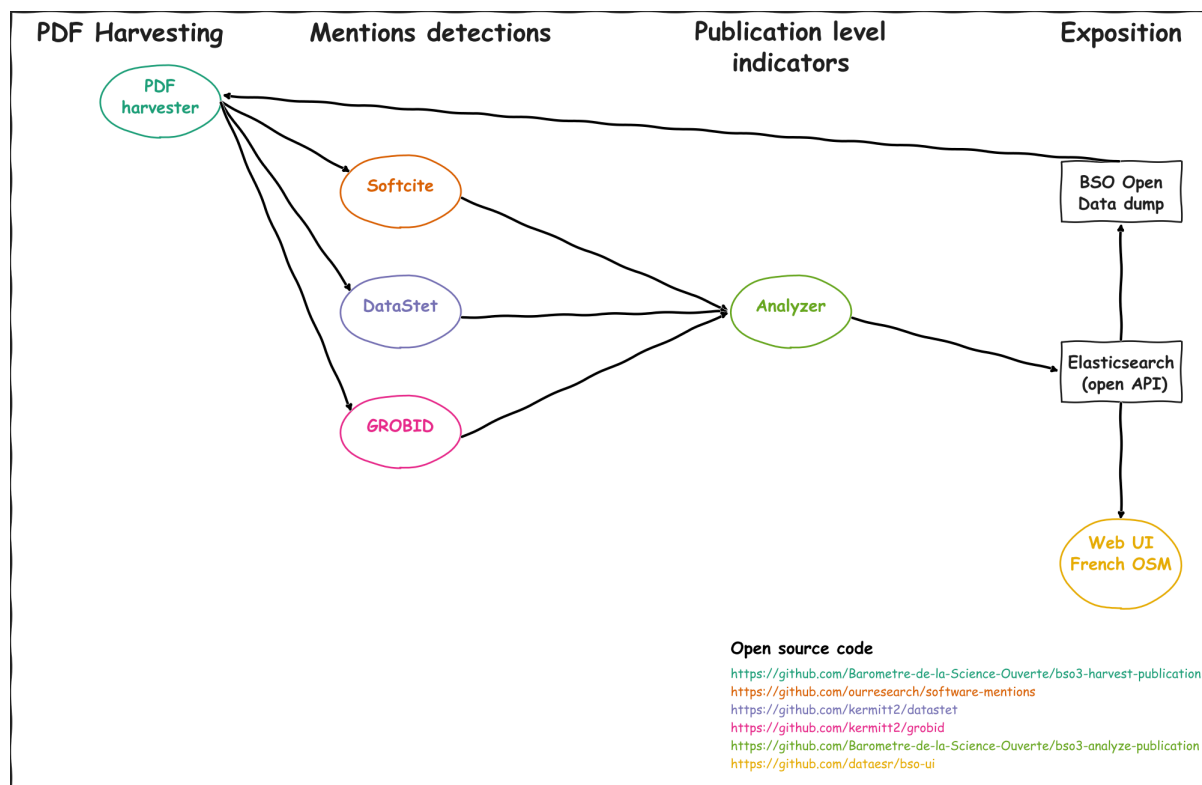 PDF Harvesting
Mentions detections
Publication level
indicators
Exposition
PDF
harvester
Softcite
DataStet
GROBID
Analyzer
BSO Open
Data dump
Elasticsearch
(open API)
Web UI
French OSM
Open source code
https://github.com/Barometre-de-la-Science-Ouverte/bso3-harvest-publication
https://github.com/ourresearch/software-mentions
https://github.com/kermitt2/datastet
https://github.com/kermitt2/grobid
https://github.com/Barometre-de-la-Science-Ouverte/bso3-analyze-publication
https://github.com/dataesr/bso-ui